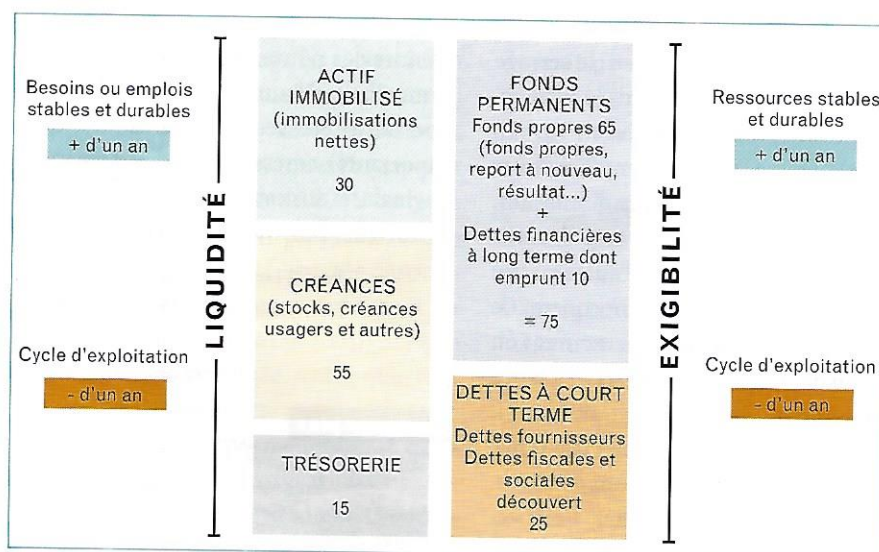 Besoins ou emplois
stables et durables
+ d'un an
Cycle d'exploitation
- d'un an
LIQUIDITÉ
ACTIF
IMMOBILISÉ
(immobilisations
nettes)
30
CRÉANCES
(stocks, créances
usagers et autres)
55
TRÉSORERIE
15
FONDS
PERMANENTS
Fonds propres 65
(fonds propres,
report à nouveau,
résultat...)
+
Dettes financières
à long terme dont
emprunt 10
= 75
DETTES À COURT
TERME
Dettes fournisseurs
Dettes fiscales et
sociales
découvert
25
EXIGIBILITÉ
Ressources stables
et durables
+ d'un an
Cycle d'exploitation
- d'un an